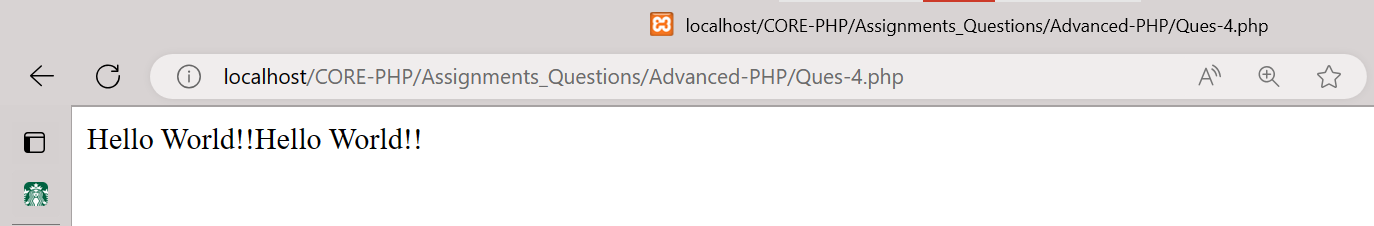 localhost/CORE-PHP/Assignments_Questions/Advanced-PHP/Ques-4.php
localhost/CORE-PHP/Assignments_Questions/Advanced-PHP/Ques-4.php
Hello World!!Hello World!!